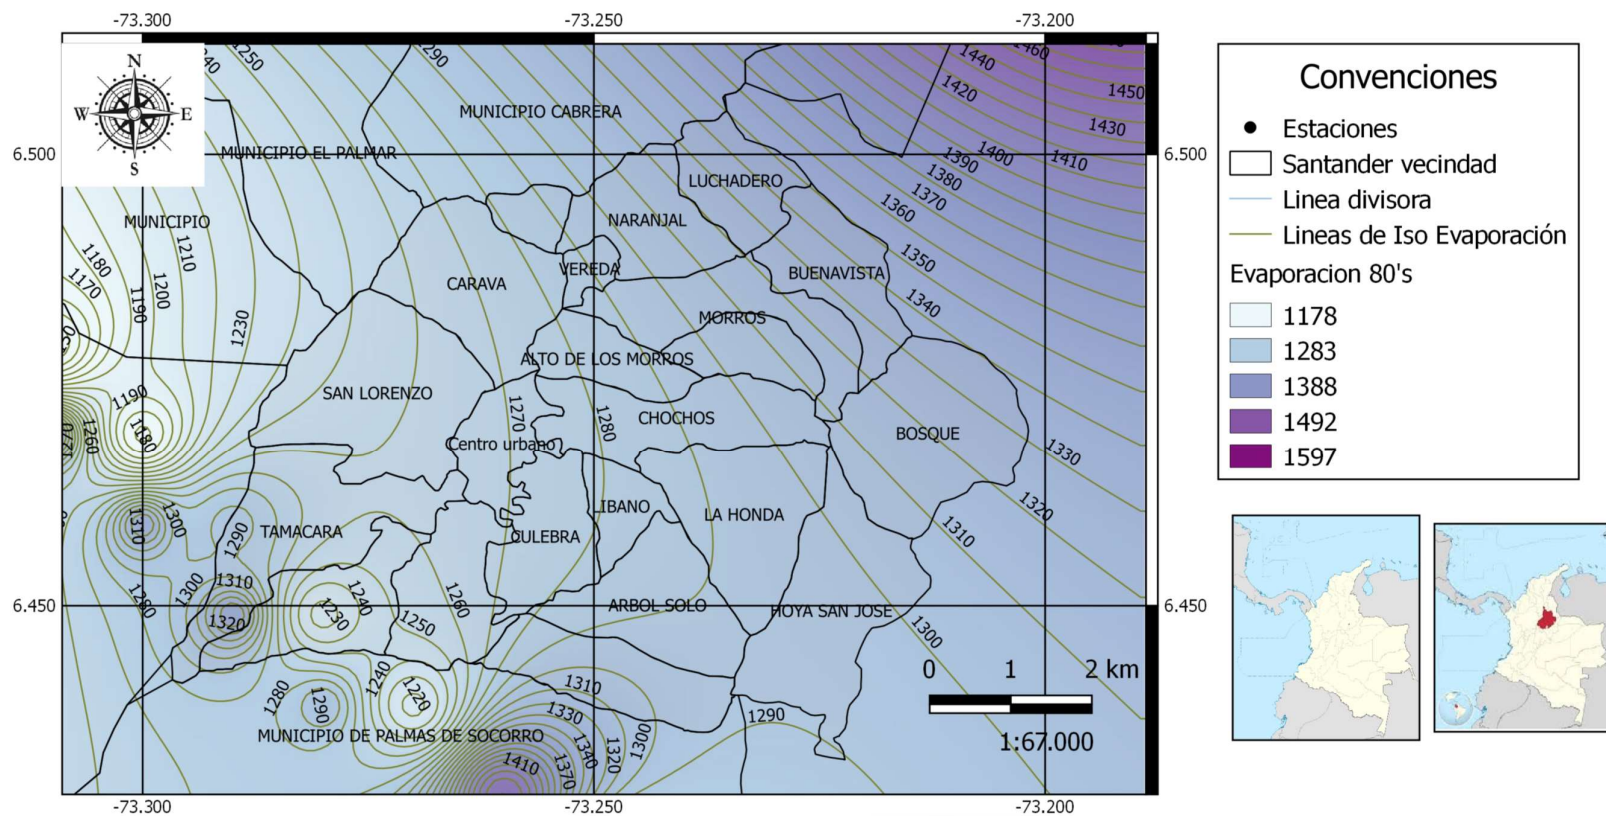 -73.300
-73.250
-73.200
N
W
E
S
1250
1290
1460
1440
1450
1420
1430
MUNICIPIO CABRERA
6.500
MUNICIPIO EL PALMAR
1400
1410
1390
1380
1370
1360
6.500
LUCHADERO
MUNICIPIO
NARANJAL
1210
1180
1170
1200
1190
1230
1350
1340
VEREDA
BUENAVISTA
CARAVA
MORROS
ALTO DE LOS MORROS
SAN LORENZO
1190
1180
1260
1270
1270
1280
CHOCHOS
Centro urbano
BOSQUE
1330
1320
1310
LIBANO
LA HONDA
CULEBRA
TAMACARA
1310
1300
1290
1300
1310
1280
1320
1230
1240
1250
1260
6.450
6.450
ARBOL SOLO
HOYA SAN JOSE
1300
0 1 2 km
1:67.000
1240
1220
1280
1290
1310
1330
1300
1290
MUNICIPIO DE PALMAS DE SOCORRO
1410
1370
1340
1320
-73.300
-73.250
-73.200
Convenciones
Estaciones
Santander vecindad
Linea divisora
Lineas de Iso Evaporación
Evaporacion 80's
1178
1283
1388
1492
1597